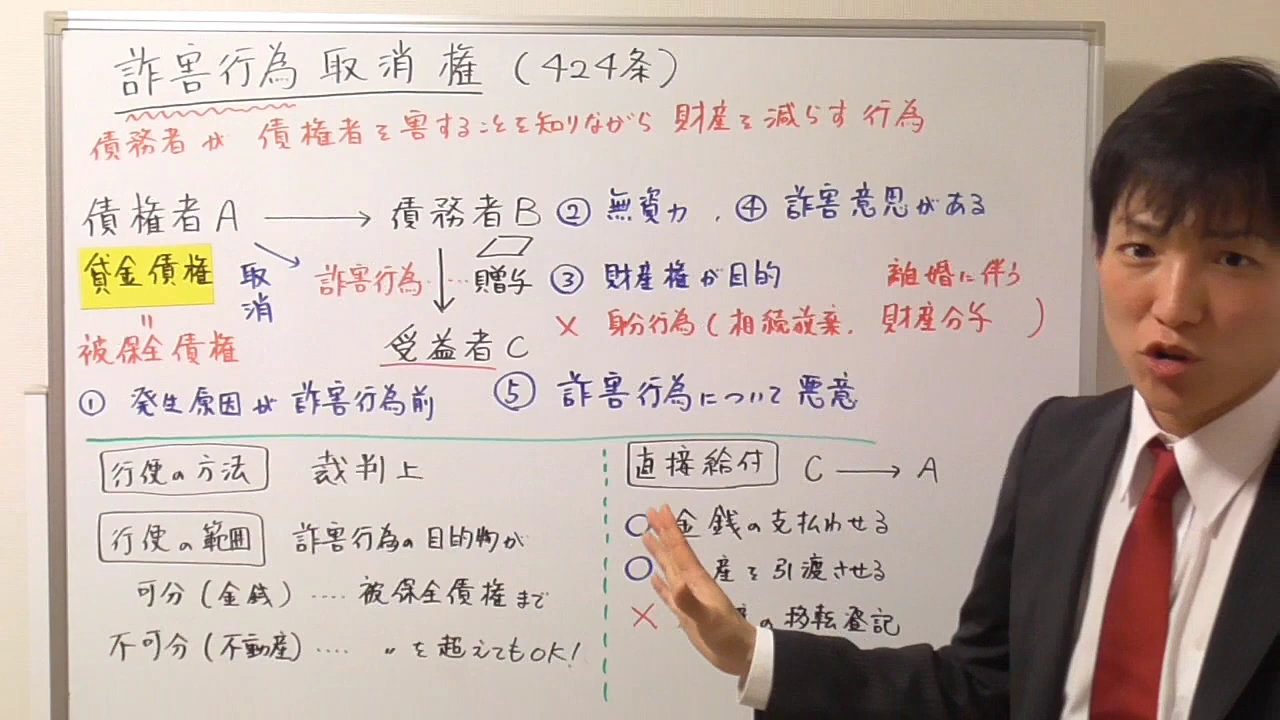 詐害行為取消権（424条）
債務者が債権者を害することを知りながら財産を減らす行為
債権者A → 債務者B ②無資力．④詐害意思がある
貸金債権 取消 詐害行為……贈与 ③財産権が目的 離婚に伴う
〃 × 身分行為（相続放棄．財産分与）
被保全債権 受益者C
①発生原因が詐害行為前 ⑤詐害行為について悪意
行使の方法 裁判上
行使の範囲 詐害行為の目的物が
可分（金銭）…．被保全債権まで
不可分（不動産）…．〃を超えてもOK！
直接給付 C → A
○ 金銭の支払わせる
○ 産を引渡させる
× の移転登記